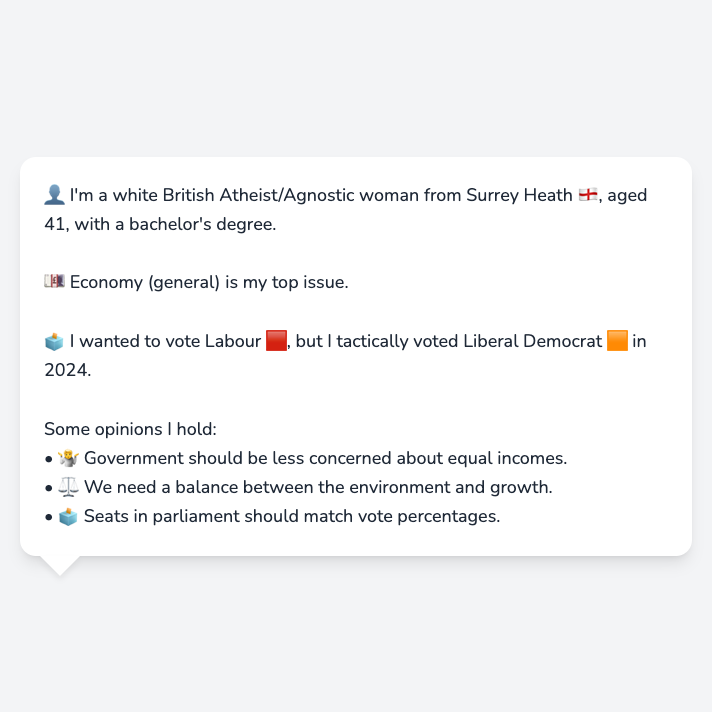 👤 I'm a white British Atheist/Agnostic woman from Surrey Heath 🏴󠁧󠁢󠁥󠁮󠁧󠁿, aged
41, with a bachelor's degree.
💷 Economy (general) is my top issue.
🗳️ I wanted to vote Labour 🟥, but I tactically voted Liberal Democrat 🟧 in
2024.
Some opinions I hold:
• 🤷 Government should be less concerned about equal incomes.
• ⚖️ We need a balance between the environment and growth.
• 🗳️ Seats in parliament should match vote percentages.